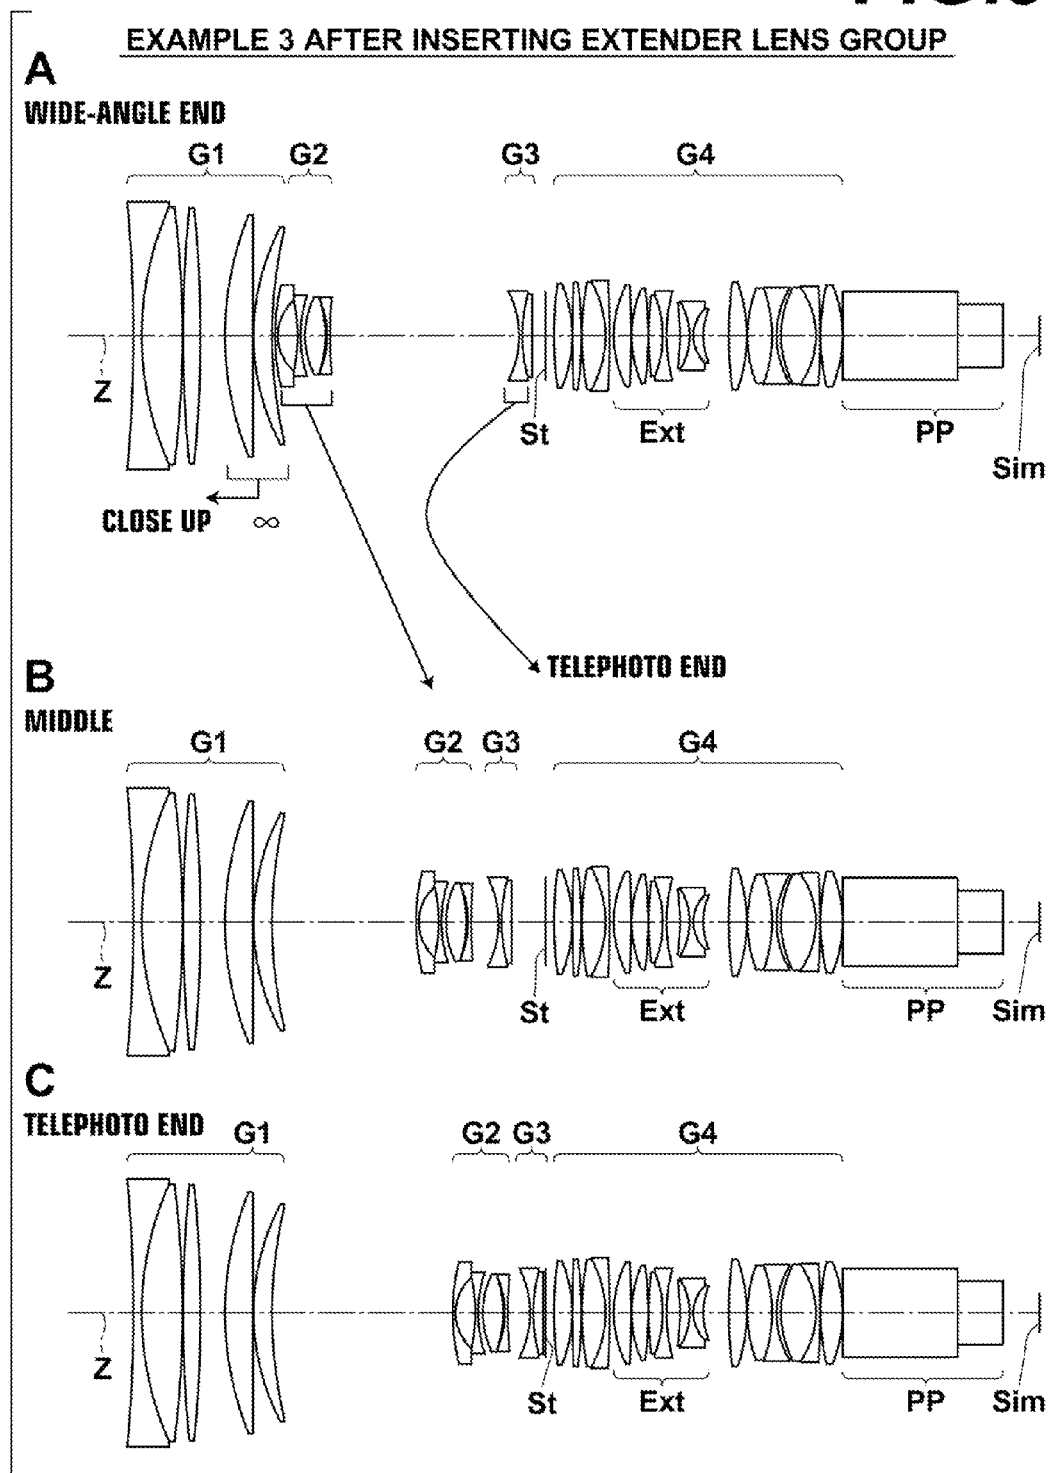 EXAMPLE 3 AFTER INSERTING EXTENDER LENS GROUP
A
WIDE-ANGLE END
G1 G2 G3 G4
Z St Ext PP Sim
CLOSE UP ∞
TELEPHOTO END
B
MIDDLE
G1 G2 G3 G4
Z St Ext PP Sim
C
TELEPHOTO END
G1 G2 G3 G4
Z St Ext PP Sim